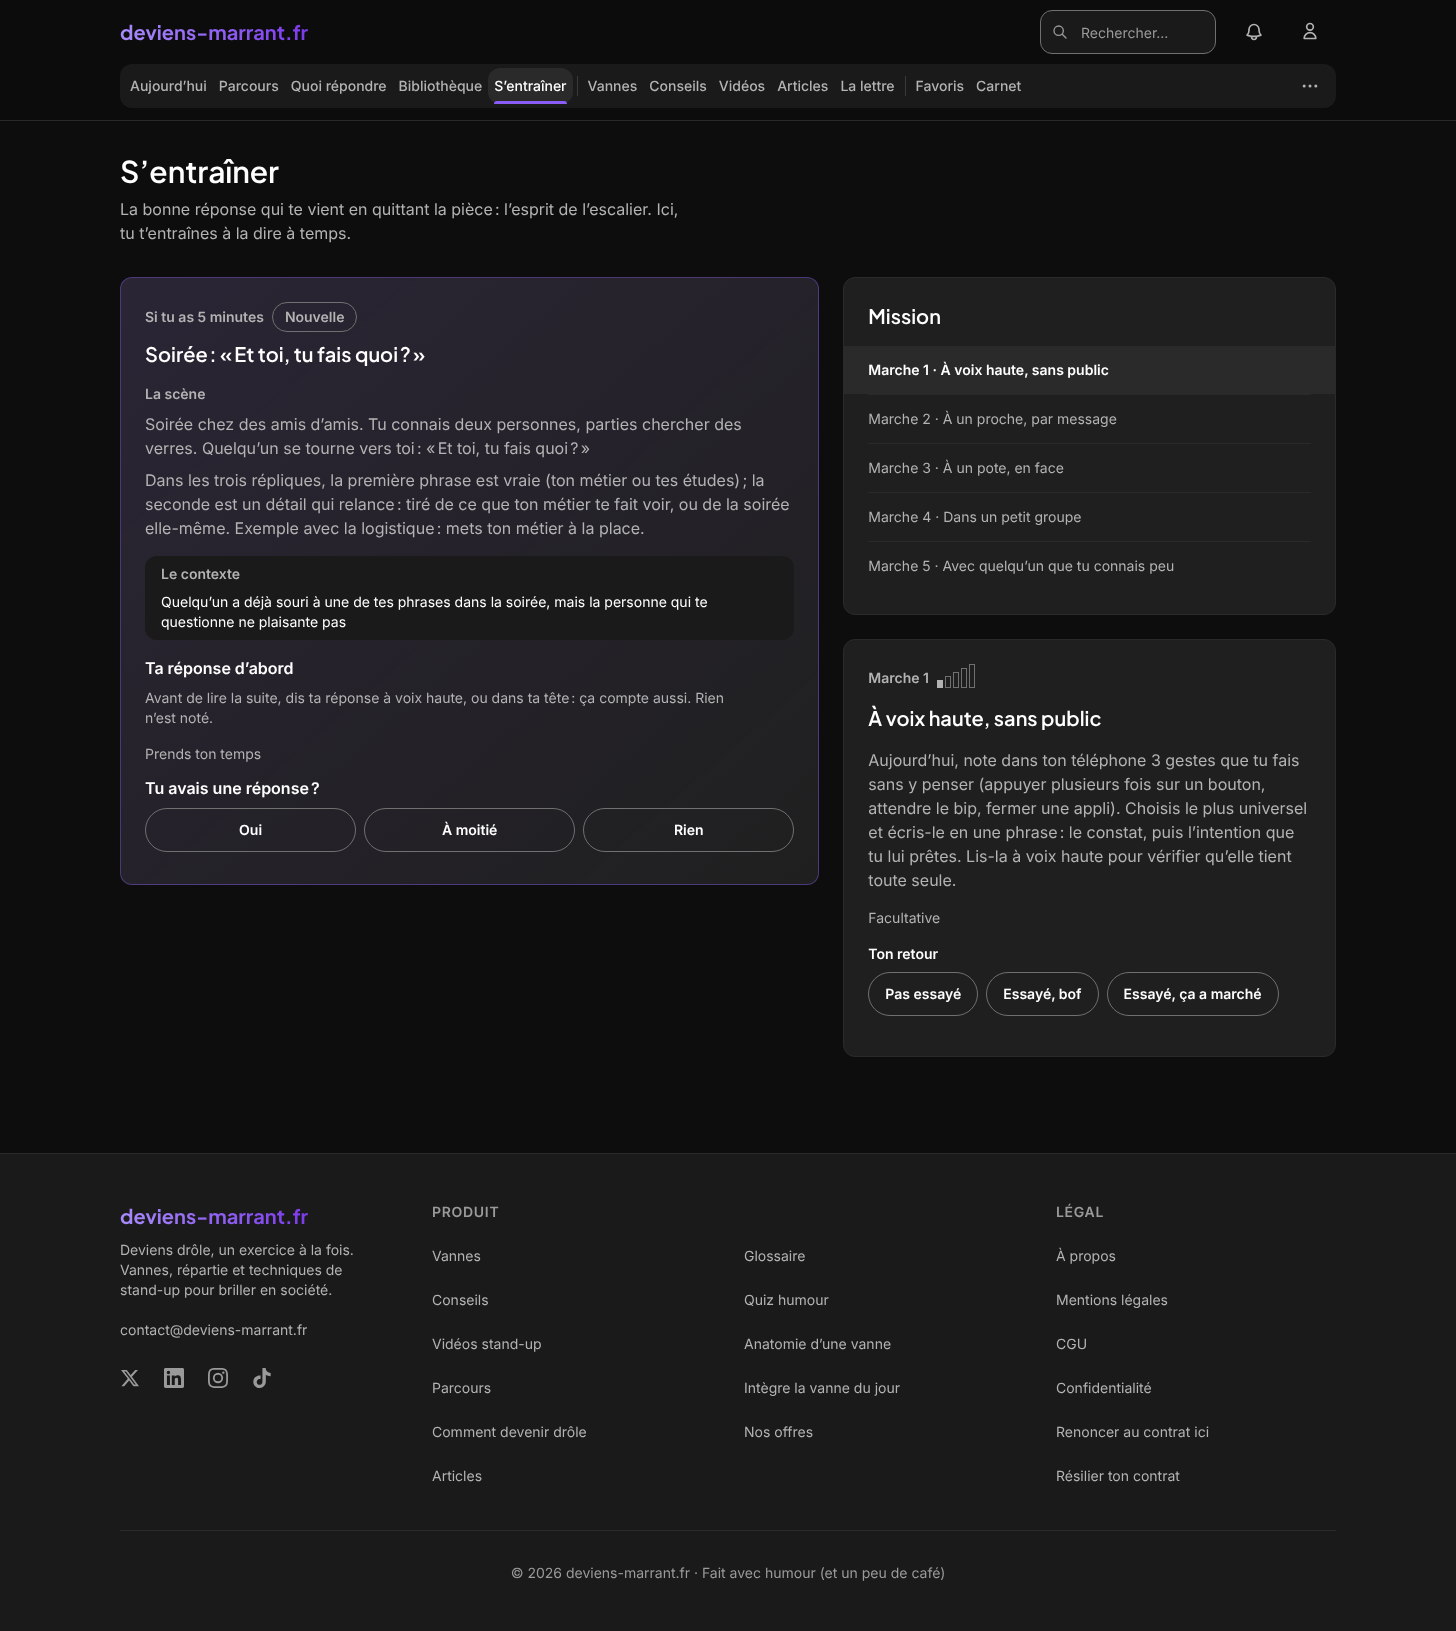 deviens-marrant.fr
Rechercher...
Aujourd’hui Parcours Quoi répondre Bibliothèque S’entraîner Vannes Conseils Vidéos Articles La lettre Favoris Carnet
S’entraîner
La bonne réponse qui te vient en quittant la pièce : l’esprit de l’escalier. Ici,
tu t’entraînes à la dire à temps.
Si tu as 5 minutes Nouvelle
Soirée : « Et toi, tu fais quoi ? »
La scène
Soirée chez des amis d’amis. Tu connais deux personnes, parties chercher des
verres. Quelqu’un se tourne vers toi : « Et toi, tu fais quoi ? »
Dans les trois répliques, la première phrase est vraie (ton métier ou tes études) ; la
seconde est un détail qui relance : tiré de ce que ton métier te fait voir, ou de la soirée
elle-même. Exemple avec la logistique : mets ton métier à la place.
Le contexte
Quelqu’un a déjà souri à une de tes phrases dans la soirée, mais la personne qui te
questionne ne plaisante pas
Ta réponse d’abord
Avant de lire la suite, dis ta réponse à voix haute, ou dans ta tête : ça compte aussi. Rien
n’est noté.
Prends ton temps
Tu avais une réponse ?
Oui
À moitié
Rien
Mission
Marche 1 · À voix haute, sans public
Marche 2 · À un proche, par message
Marche 3 · À un pote, en face
Marche 4 · Dans un petit groupe
Marche 5 · Avec quelqu’un que tu connais peu
Marche 1
À voix haute, sans public
Aujourd’hui, note dans ton téléphone 3 gestes que tu fais
sans y penser (appuyer plusieurs fois sur un bouton,
attendre le bip, fermer une appli). Choisis le plus universel
et écris-le en une phrase : le constat, puis l’intention que
tu lui prêtes. Lis-la à voix haute pour vérifier qu’elle tient
toute seule.
Facultative
Ton retour
Pas essayé
Essayé, bof
Essayé, ça a marché
deviens-marrant.fr
Deviens drôle, un exercice à la fois.
Vannes, répartie et techniques de
stand-up pour briller en société.
contact@deviens-marrant.fr
PRODUIT
Vannes
Conseils
Vidéos stand-up
Parcours
Comment devenir drôle
Articles
Glossaire
Quiz humour
Anatomie d’une vanne
Intègre la vanne du jour
Nos offres
LÉGAL
À propos
Mentions légales
CGU
Confidentialité
Renoncer au contrat ici
Résilier ton contrat
© 2026 deviens-marrant.fr · Fait avec humour (et un peu de café)